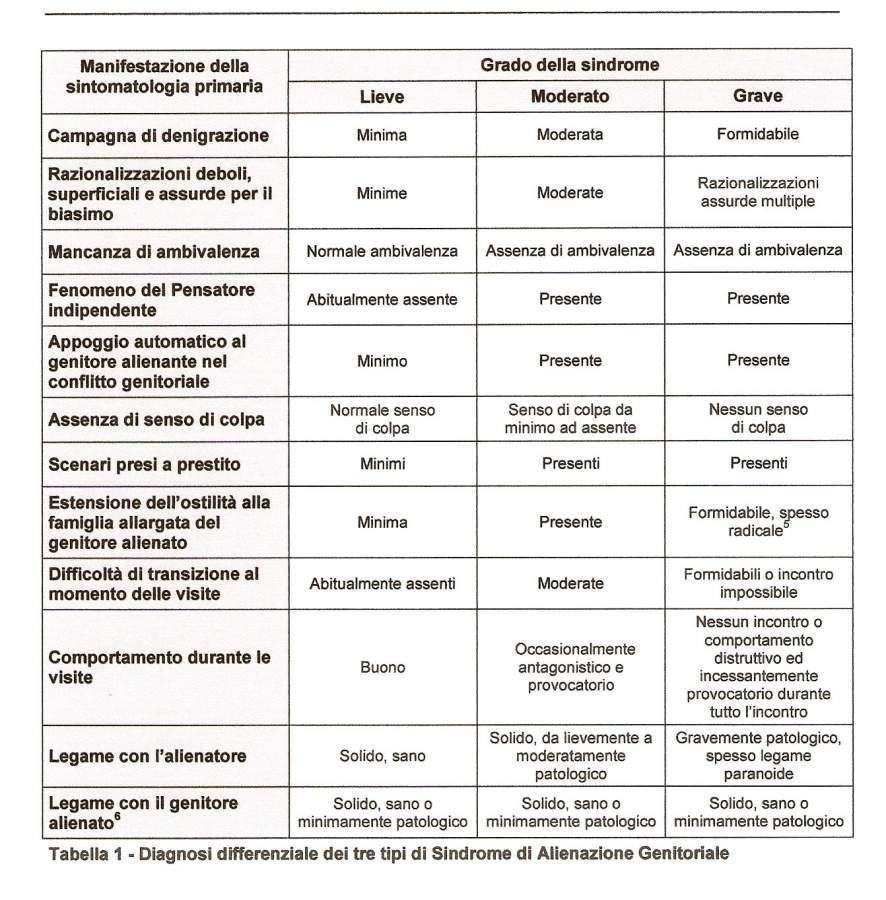 Manifestazione della
sintomatologia primaria
Grado della sindrome
Lieve
Moderato
Grave
Campagna di denigrazione
Minima
Moderata
Formidabile
Razionalizzazioni deboli,
superficiali e assurde per il
biasimo
Minime
Moderate
Razionalizzazioni
assurde multiple
Mancanza di ambivalenza
Normale ambivalenza
Assenza di ambivalenza
Assenza di ambivalenza
Fenomeno del Pensatore
indipendente
Abitualmente assente
Presente
Presente
Appoggio automatico al
genitore alienante nel
conflitto genitoriale
Minimo
Presente
Presente
Assenza di senso di colpa
Normale senso
di colpa
Senso di colpa da
minimo ad assente
Nessun senso
di colpa
Scenari presi a prestito
Minimi
Presenti
Presenti
Estensione dell'ostilità alla
famiglia allargata del
genitore alienato
Minima
Presente
Formidabile, spesso
radicale⁵
Difficoltà di transizione al
momento delle visite
Abitualmente assenti
Moderate
Formidabili o incontro
impossibile
Comportamento durante le
visite
Buono
Occasionalmente
antagonistico e
provocatorio
Nessun incontro o
comportamento
distruttivo ed
incessantemente
provocatorio durante
tutto l'incontro
Legame con l'alienatore
Solido, sano
Solido, da lievemente a
moderatamente
patologico
Gravemente patologico,
spesso legame
paranoide
Legame con il genitore
alienato⁶
Solido, sano o
minimamente patologico
Solido, sano o
minimamente patologico
Solido, sano o
minimamente patologico
Tabella 1 - Diagnosi differenziale dei tre tipi di Sindrome di Alienazione Genitoriale